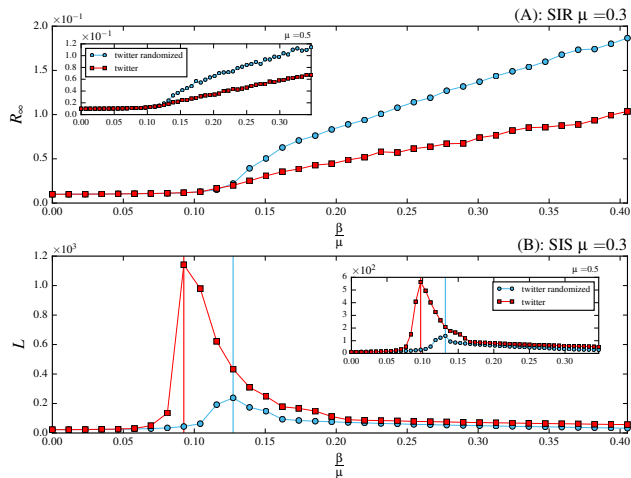 (A): SIR μ=0.3
×10⁻¹
2.0
1.5
1.0
0.5
0.0
R∞
0.00 0.05 0.10 0.15 0.20 0.25 0.30 0.35 0.40
β
μ
μ=0.5
×10⁻¹
1.2
1.0
0.8
0.6
0.4
0.2
0.0
0.00 0.05 0.10 0.15 0.20 0.25 0.30
twitter randomized
twitter
(B): SIS μ=0.3
×10³
1.2
1.0
0.8
0.6
0.4
0.2
0.0
L
0.00 0.05 0.10 0.15 0.20 0.25 0.30 0.35 0.40
β
μ
μ=0.5
×10²
6
5
4
3
2
1
0
0.00 0.05 0.10 0.15 0.20 0.25 0.30
twitter randomized
twitter